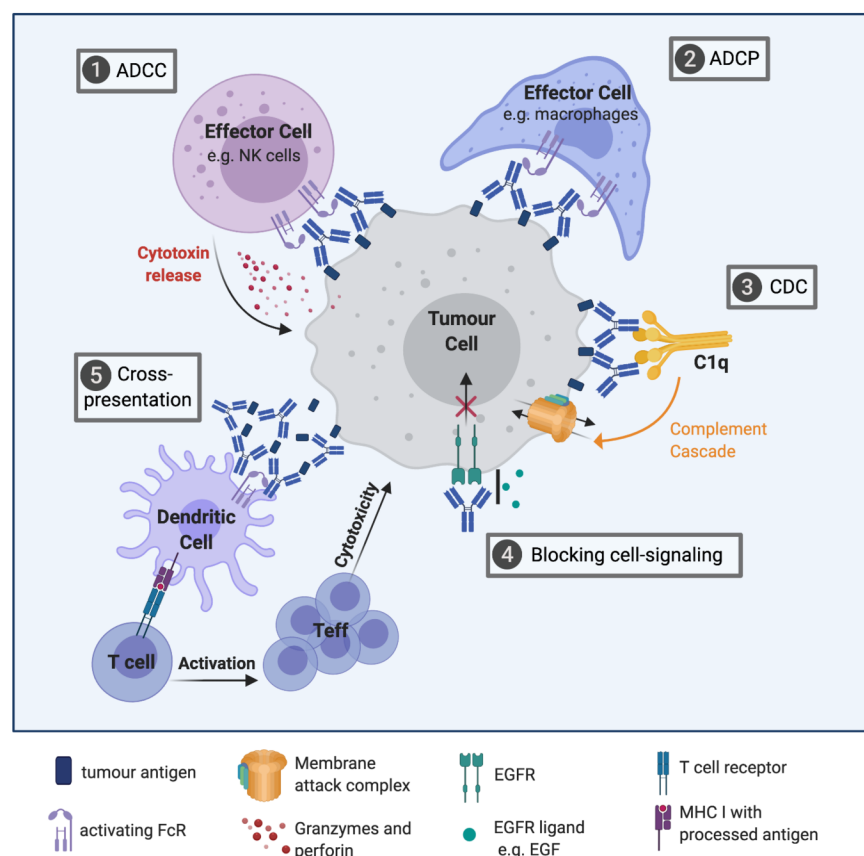 1 ADCC
Effector Cell
e.g. NK cells
Cytotoxin
release
2 ADCP
Effector Cell
e.g. macrophages
3 CDC
C1q
Complement
Cascade
Tumour
Cell
4 Blocking cell-signaling
5 Cross-
presentation
Dendritic
Cell
T cell
Activation
Teff
Cytotoxicity
tumour antigen
activating FcR
Membrane
attack complex
Granzymes and
perforin
EGFR
EGFR ligand
e.g. EGF
T cell receptor
MHC I with
processed antigen